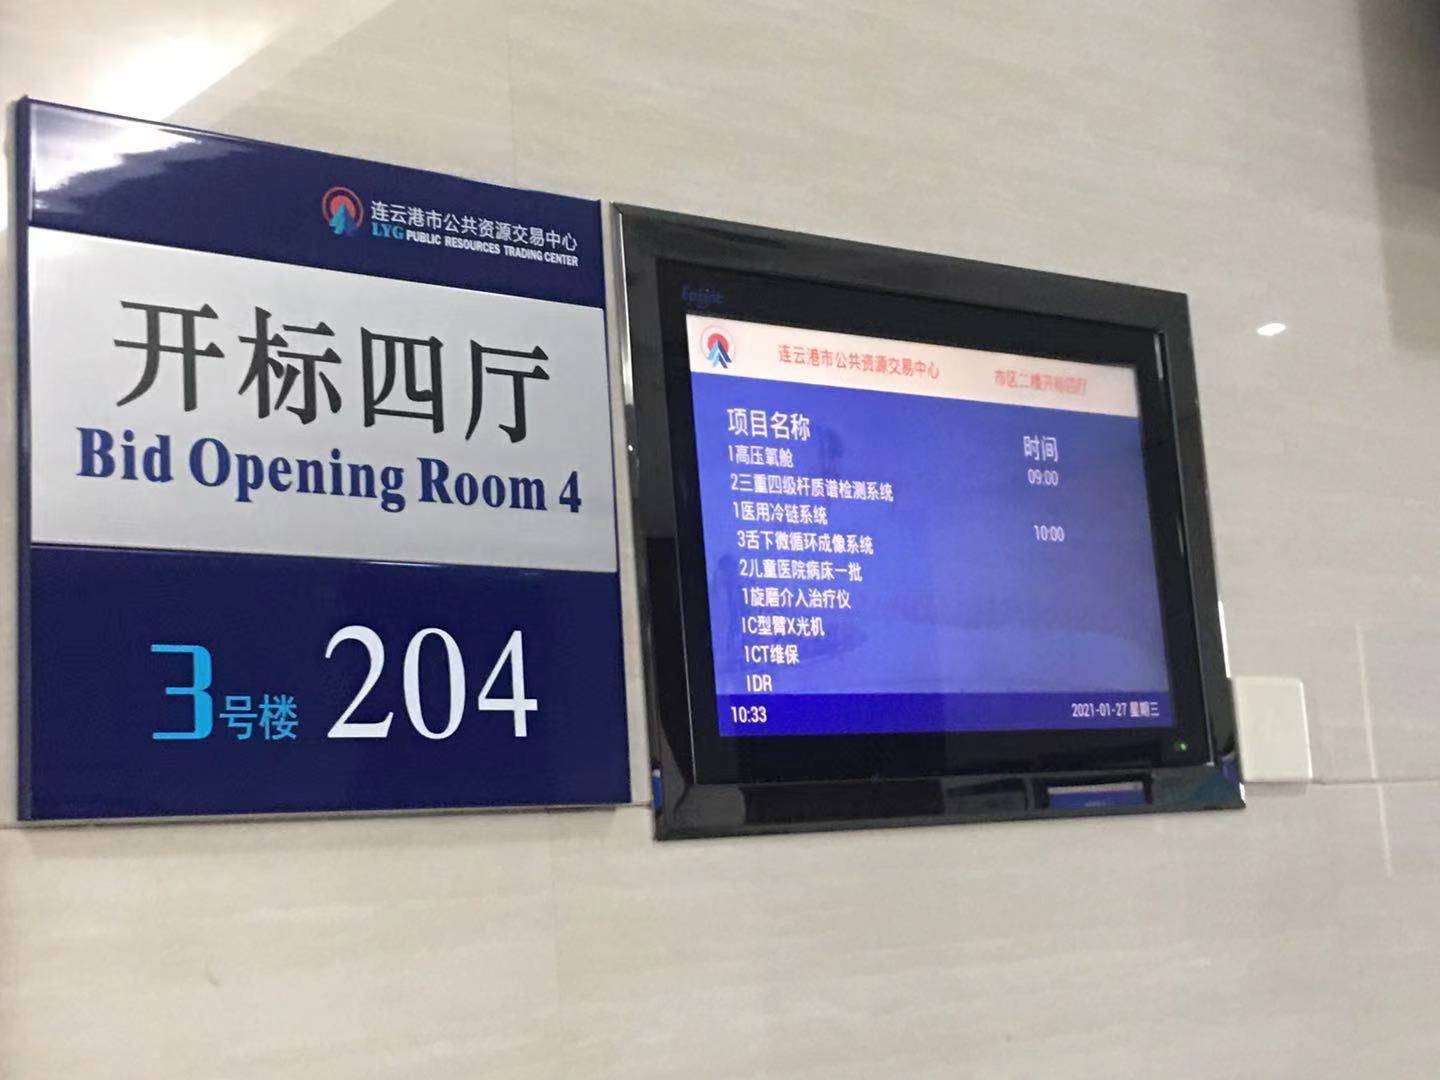 连云港市公共资源交易中心
LYG PUBLIC RESOURCES TRADING CENTER
开标四厅
Bid Opening Room 4
3号楼 204
连云港市公共资源交易中心 市区二楼开标四厅
项目名称 时间
1高压氧舱 09:00
2三重四级杆质谱检测系统
1医用冷链系统 10:00
3舌下微循环成像系统
2儿童医院病床一批
1旋磨介入治疗仪
1C型臂X光机
1CT维保
1DR
10:33 2021-01-27 星期三